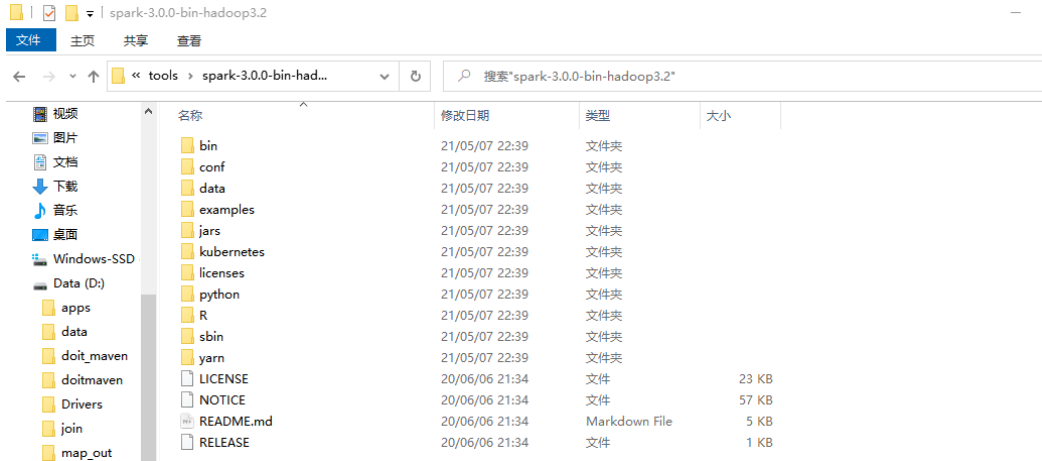 spark-3.0.0-bin-hadoop3.2
文件 主页 共享 查看
« tools › spark-3.0.0-bin-had... 搜索"spark-3.0.0-bin-hadoop3.2"
视频
图片
文档
下载
音乐
桌面
Windows-SSD
Data (D:)
apps
data
doit_maven
doitmaven
Drivers
join
map_out
名称 修改日期 类型 大小
bin 21/05/07 22:39 文件夹
conf 21/05/07 22:39 文件夹
data 21/05/07 22:39 文件夹
examples 21/05/07 22:39 文件夹
jars 21/05/07 22:39 文件夹
kubernetes 21/05/07 22:39 文件夹
licenses 21/05/07 22:39 文件夹
python 21/05/07 22:39 文件夹
R 21/05/07 22:39 文件夹
sbin 21/05/07 22:39 文件夹
yarn 21/05/07 22:39 文件夹
LICENSE 20/06/06 21:34 文件 23 KB
NOTICE 20/06/06 21:34 文件 57 KB
README.md 20/06/06 21:34 Markdown File 5 KB
RELEASE 20/06/06 21:34 文件 1 KB